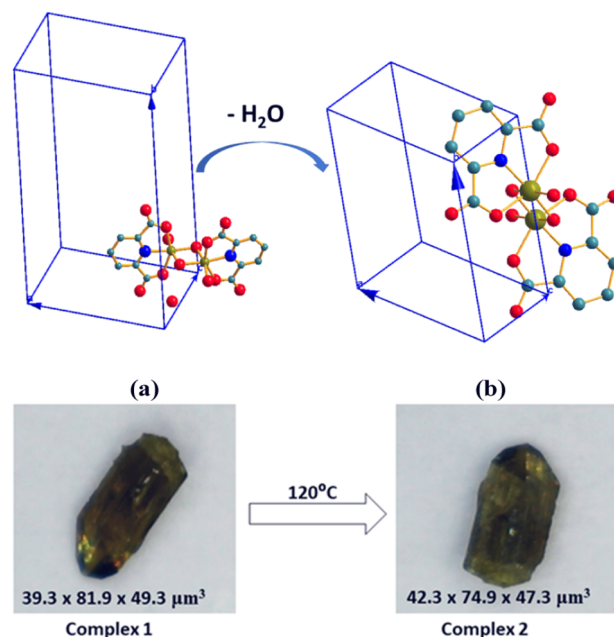 b
- H₂O
a
c
a
c
(a)
(b)
120°C
39.3 x 81.9 x 49.3 µm³
42.3 x 74.9 x 47.3 µm³
Complex 1
Complex 2